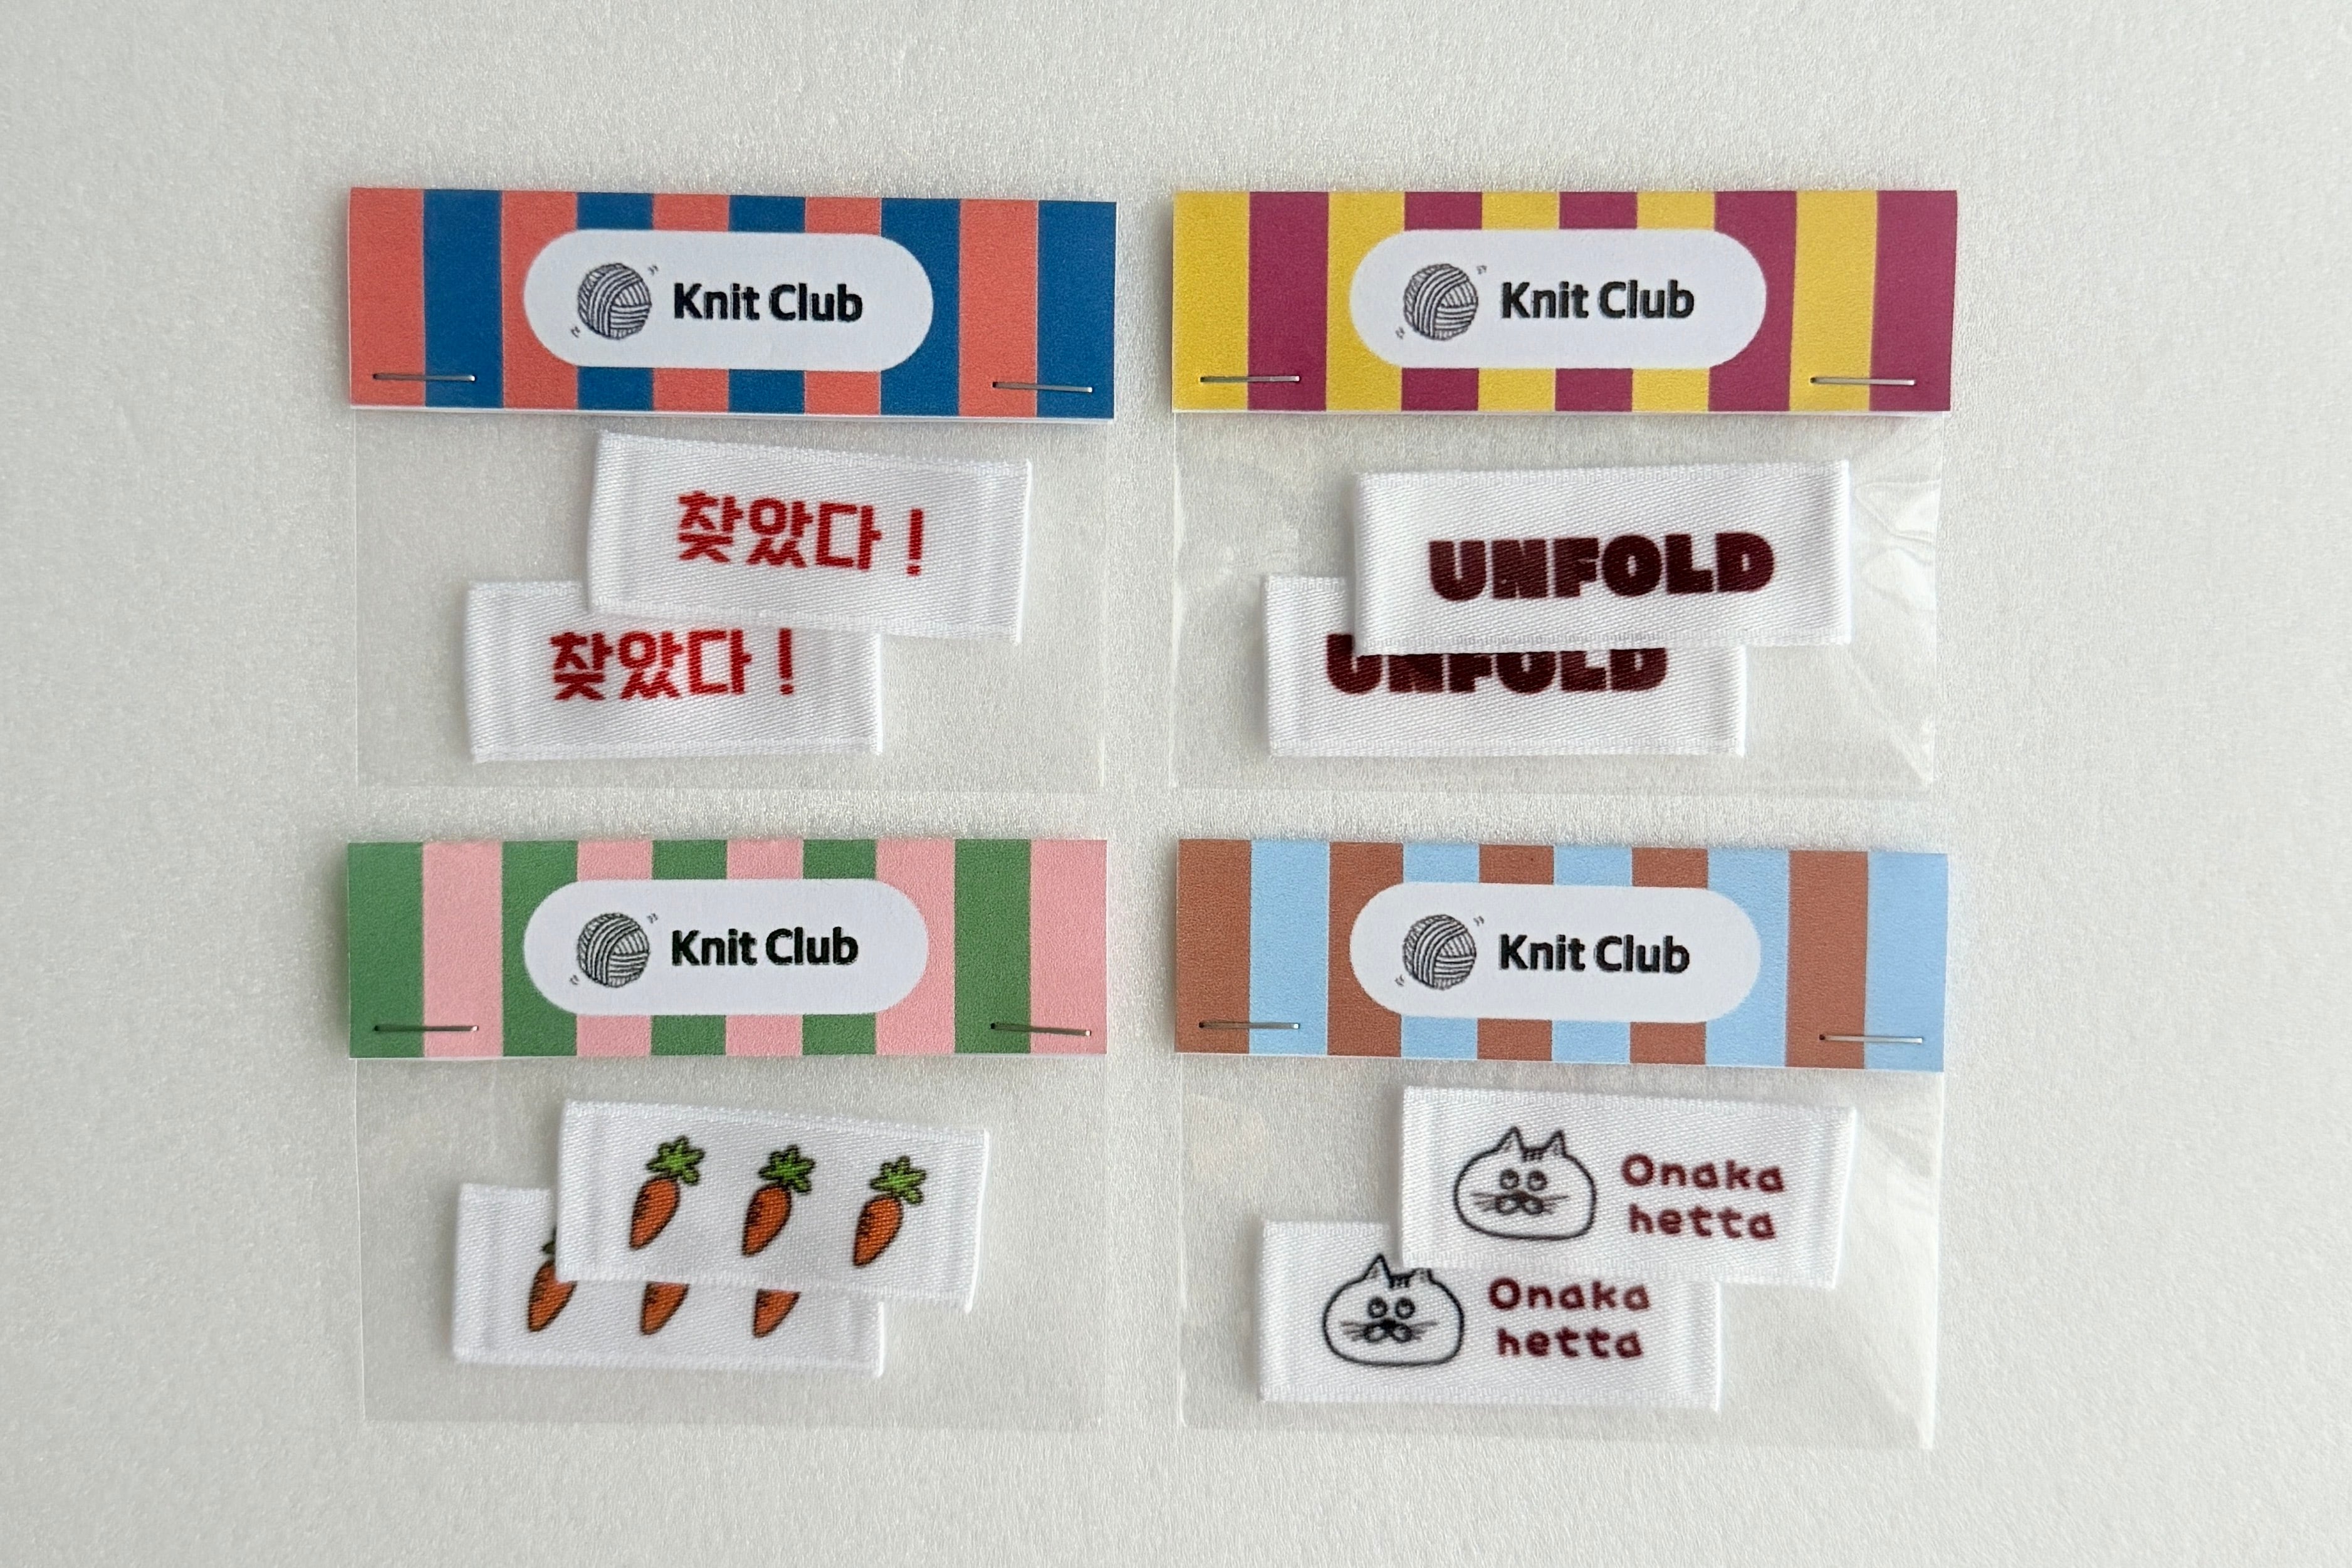 Knit Club
찾았다!
찾았다!
Knit Club
UNFOLD
UNFOLD
Knit Club
Knit Club
Onaka
hetta
Onaka
hetta